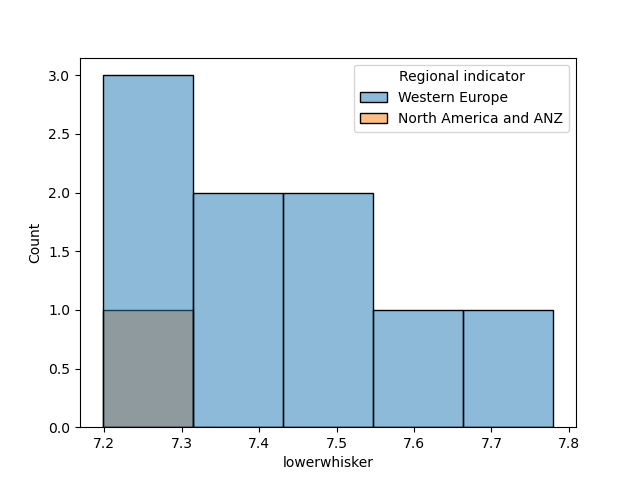 Regional indicator
Western Europe
North America and ANZ
3.0
2.5
2.0
1.5
1.0
0.5
0.0
Count
7.2 7.3 7.4 7.5 7.6 7.7 7.8
lowerwhisker